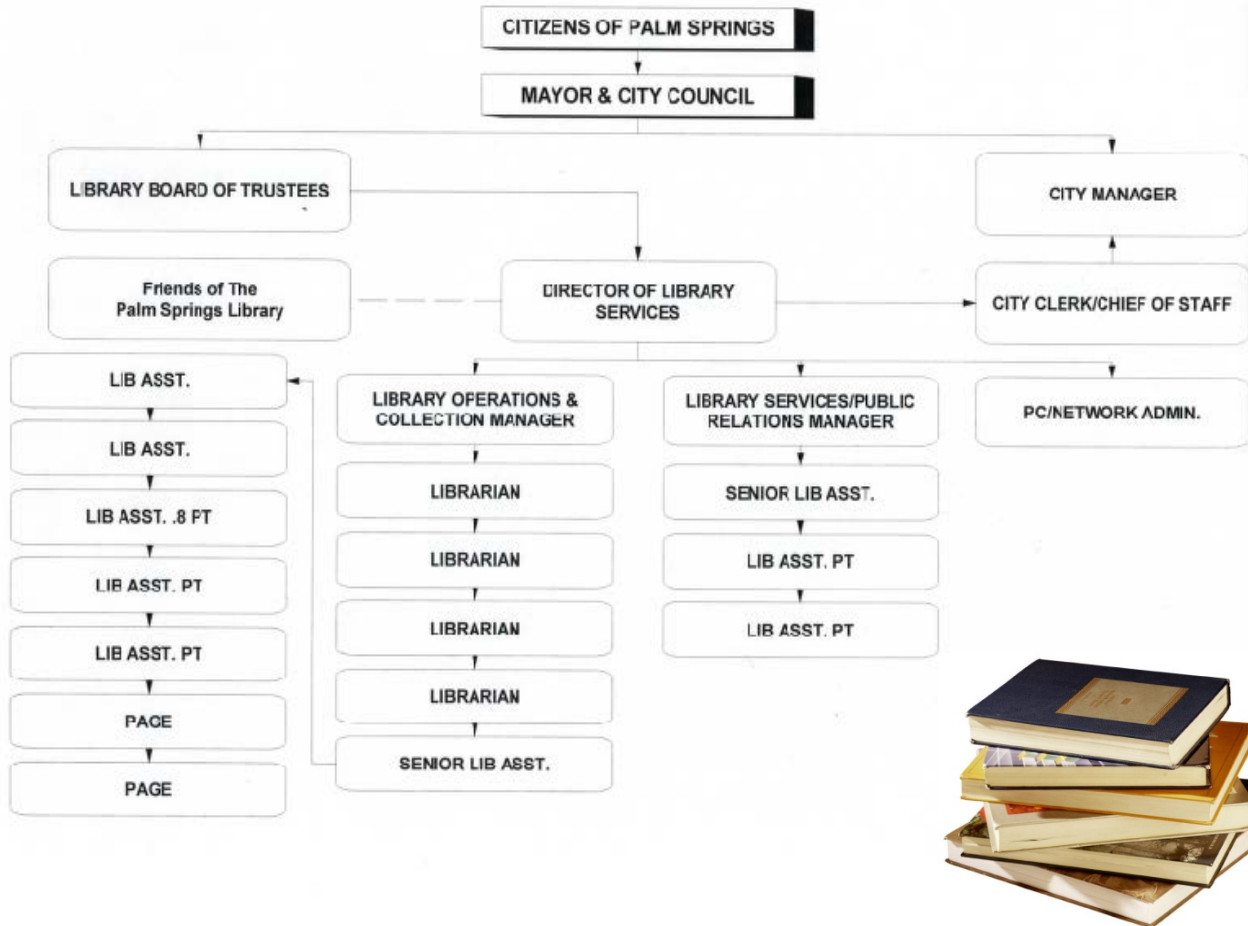 CITIZENS OF PALM SPRINGS
MAYOR & CITY COUNCIL
LIBRARY BOARD OF TRUSTEES
CITY MANAGER
Friends of The
Palm Springs Library
DIRECTOR OF LIBRARY
SERVICES
CITY CLERK/CHIEF OF STAFF
LIB ASST.
LIB ASST.
LIB ASST. .8 PT
LIB ASST. PT
LIB ASST. PT
PAGE
PAGE
LIBRARY OPERATIONS &
COLLECTION MANAGER
LIBRARIAN
LIBRARIAN
LIBRARIAN
LIBRARIAN
SENIOR LIB ASST.
LIBRARY SERVICES/PUBLIC
RELATIONS MANAGER
SENIOR LIB ASST.
LIB ASST. PT
LIB ASST. PT
PC/NETWORK ADMIN.